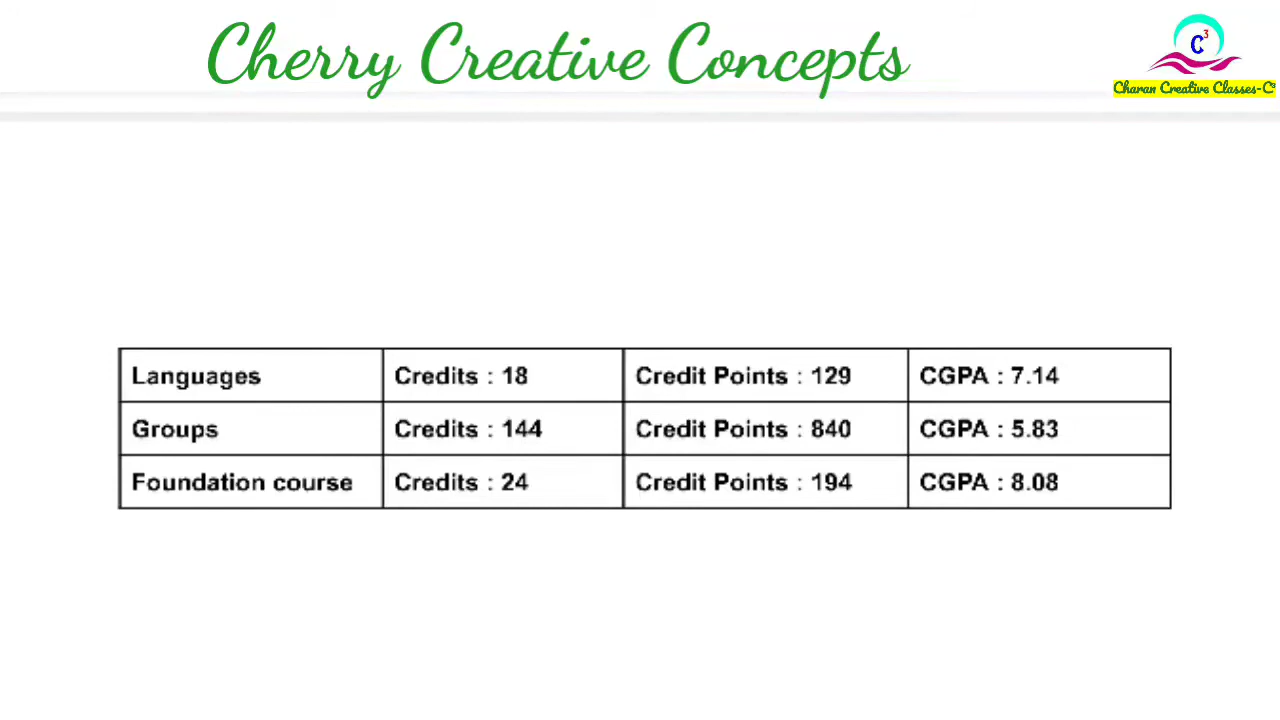 Cherry Creative Concepts
C3
Charan Creative Classes-C3
Languages Credits : 18 Credit Points : 129 CGPA : 7.14
Groups Credits : 144 Credit Points : 840 CGPA : 5.83
Foundation course Credits : 24 Credit Points : 194 CGPA : 8.08